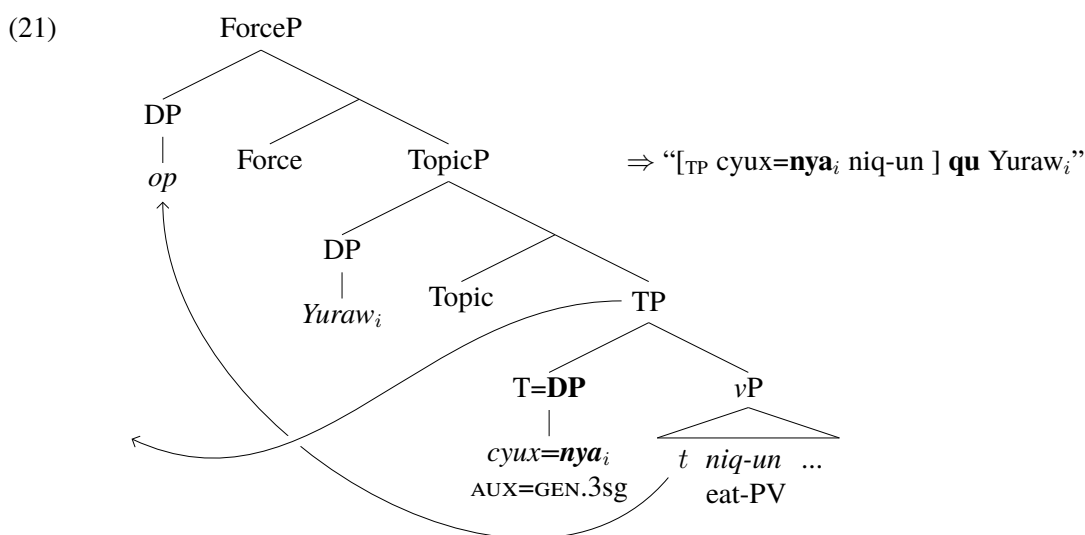 (21)
ForceP
DP
op
Force
TopicP
⇒ “[TP cyux=nyai niq-un ] qu Yurawi”
DP
Yurawi
Topic
TP
T=DP
vP
cyux=nyai
t niq-un ...
AUX=GEN.3sg
eat-PV